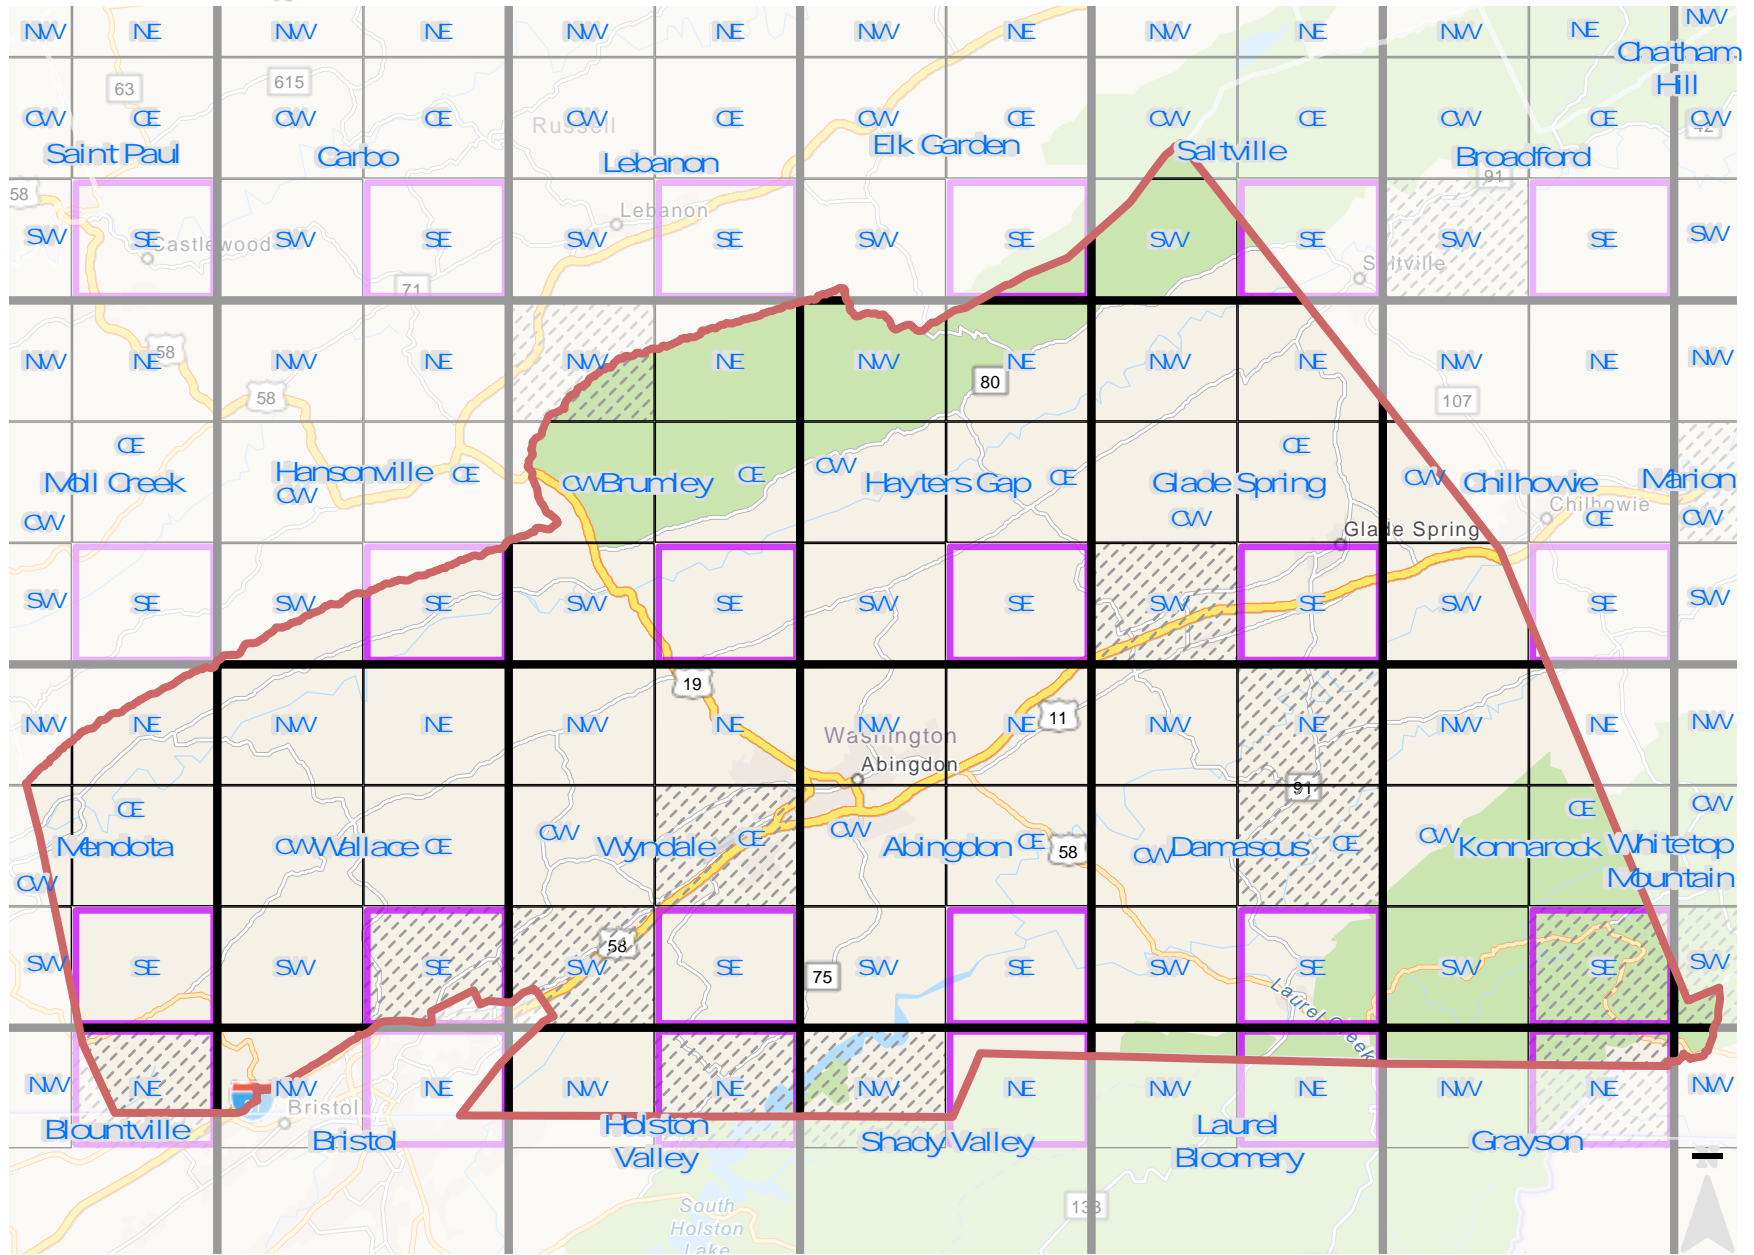 NW NE NW NE NW NE NW NE NW NE NW NE NW
Chatham
Hill
63 615
CW CE CW CE Russell CW CE CW CE CW CE CW CE CW
42
Saint Paul Carbo Lebanon Elk Garden Saltville Broadford
91
58 Lebanon
SW SE Castlewood SW SE SW SE SW SE SW SE SW SE SW
Saltville
71
NW NE 58 NW NE NW NE NW NE NW NE NW NE NW
80
58 107
CE CE
Moll Creek Hansonville CE CW Brumley CE CW Hayters Gap CE Glade Spring CW Chilhowie Marion
CW CW CW Chilhowie CE CW
Glade Spring
SW SE SW SE SW SE SW SE SW SE SW SE SW
19 11
NW NE NW NE NW NE NW NE NW NE NW NE NW
Washington
Abingdon
91
CE CE CW
Mendota CW Wallace CE CW Wyndale CE CW Abingdon CE 58 CW Damascus CE CW Konnarock Whitetop
Mountain
CW
58
SW SE SW SE SW SE 75 SW SE SW SE SW SE SW
Laurel Creek
NW NE NW NE NW NE NW NE NW NE NW NE NW
Bristol
Blountville Bristol Holston
Valley Shady Valley Laurel
Bloomery Grayson
South
Holston
Lake
133